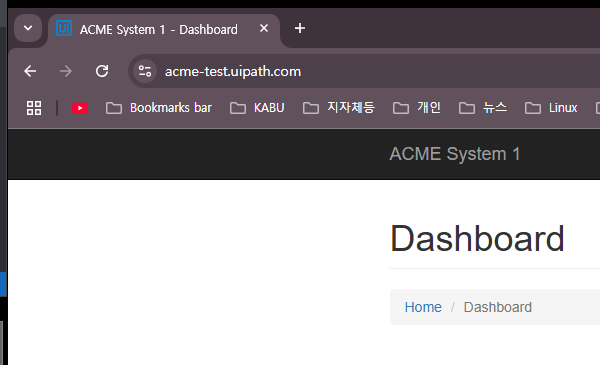 ACME System 1 - Dashboard
acme-test.uipath.com
Bookmarks bar KABU 지자체등 개인 뉴스 Linux
ACME System 1
Dashboard
Home / Dashboard